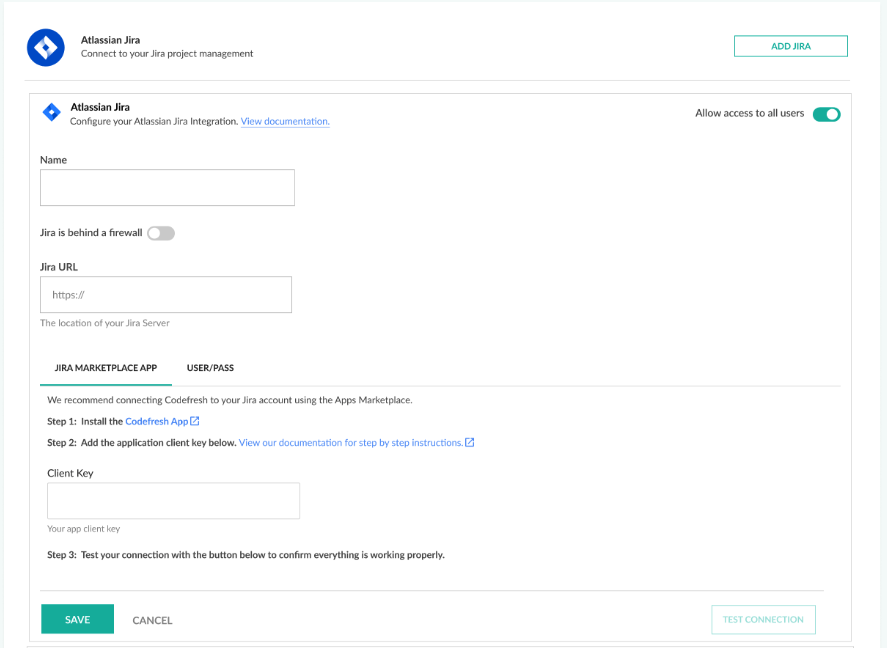 Atlassian Jira
Connect to your Jira project management
ADD JIRA
Atlassian Jira
Configure your Atlassian Jira Integration. View documentation.
Allow access to all users
Name
Jira is behind a firewall
Jira URL
https://
The location of your Jira Server
JIRA MARKETPLACE APP USER/PASS
We recommend connecting Codefresh to your Jira account using the Apps Marketplace.
Step 1: Install the Codefresh App
Step 2: Add the application client key below. View our documentation for step by step instructions.
Client Key
Your app client key
Step 3: Test your connection with the button below to confirm everything is working properly.
SAVE CANCEL TEST CONNECTION